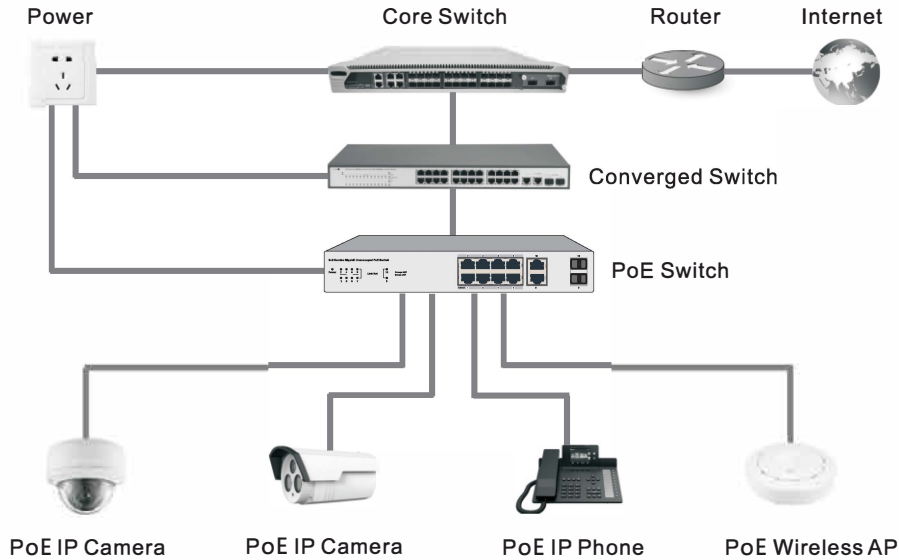 Power
Core Switch
Router
Internet
Converged Switch
PoE Switch
PoE IP Camera
PoE IP Camera
PoE IP Phone
PoE Wireless AP